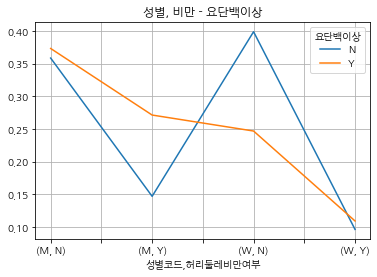 성별, 비만 - 요단백이상
요단백이상
N
Y
0.40
0.35
0.30
0.25
0.20
0.15
0.10
(M, N) (M, Y) (W, N) (W, Y)
성별코드,허리둘레비만여부